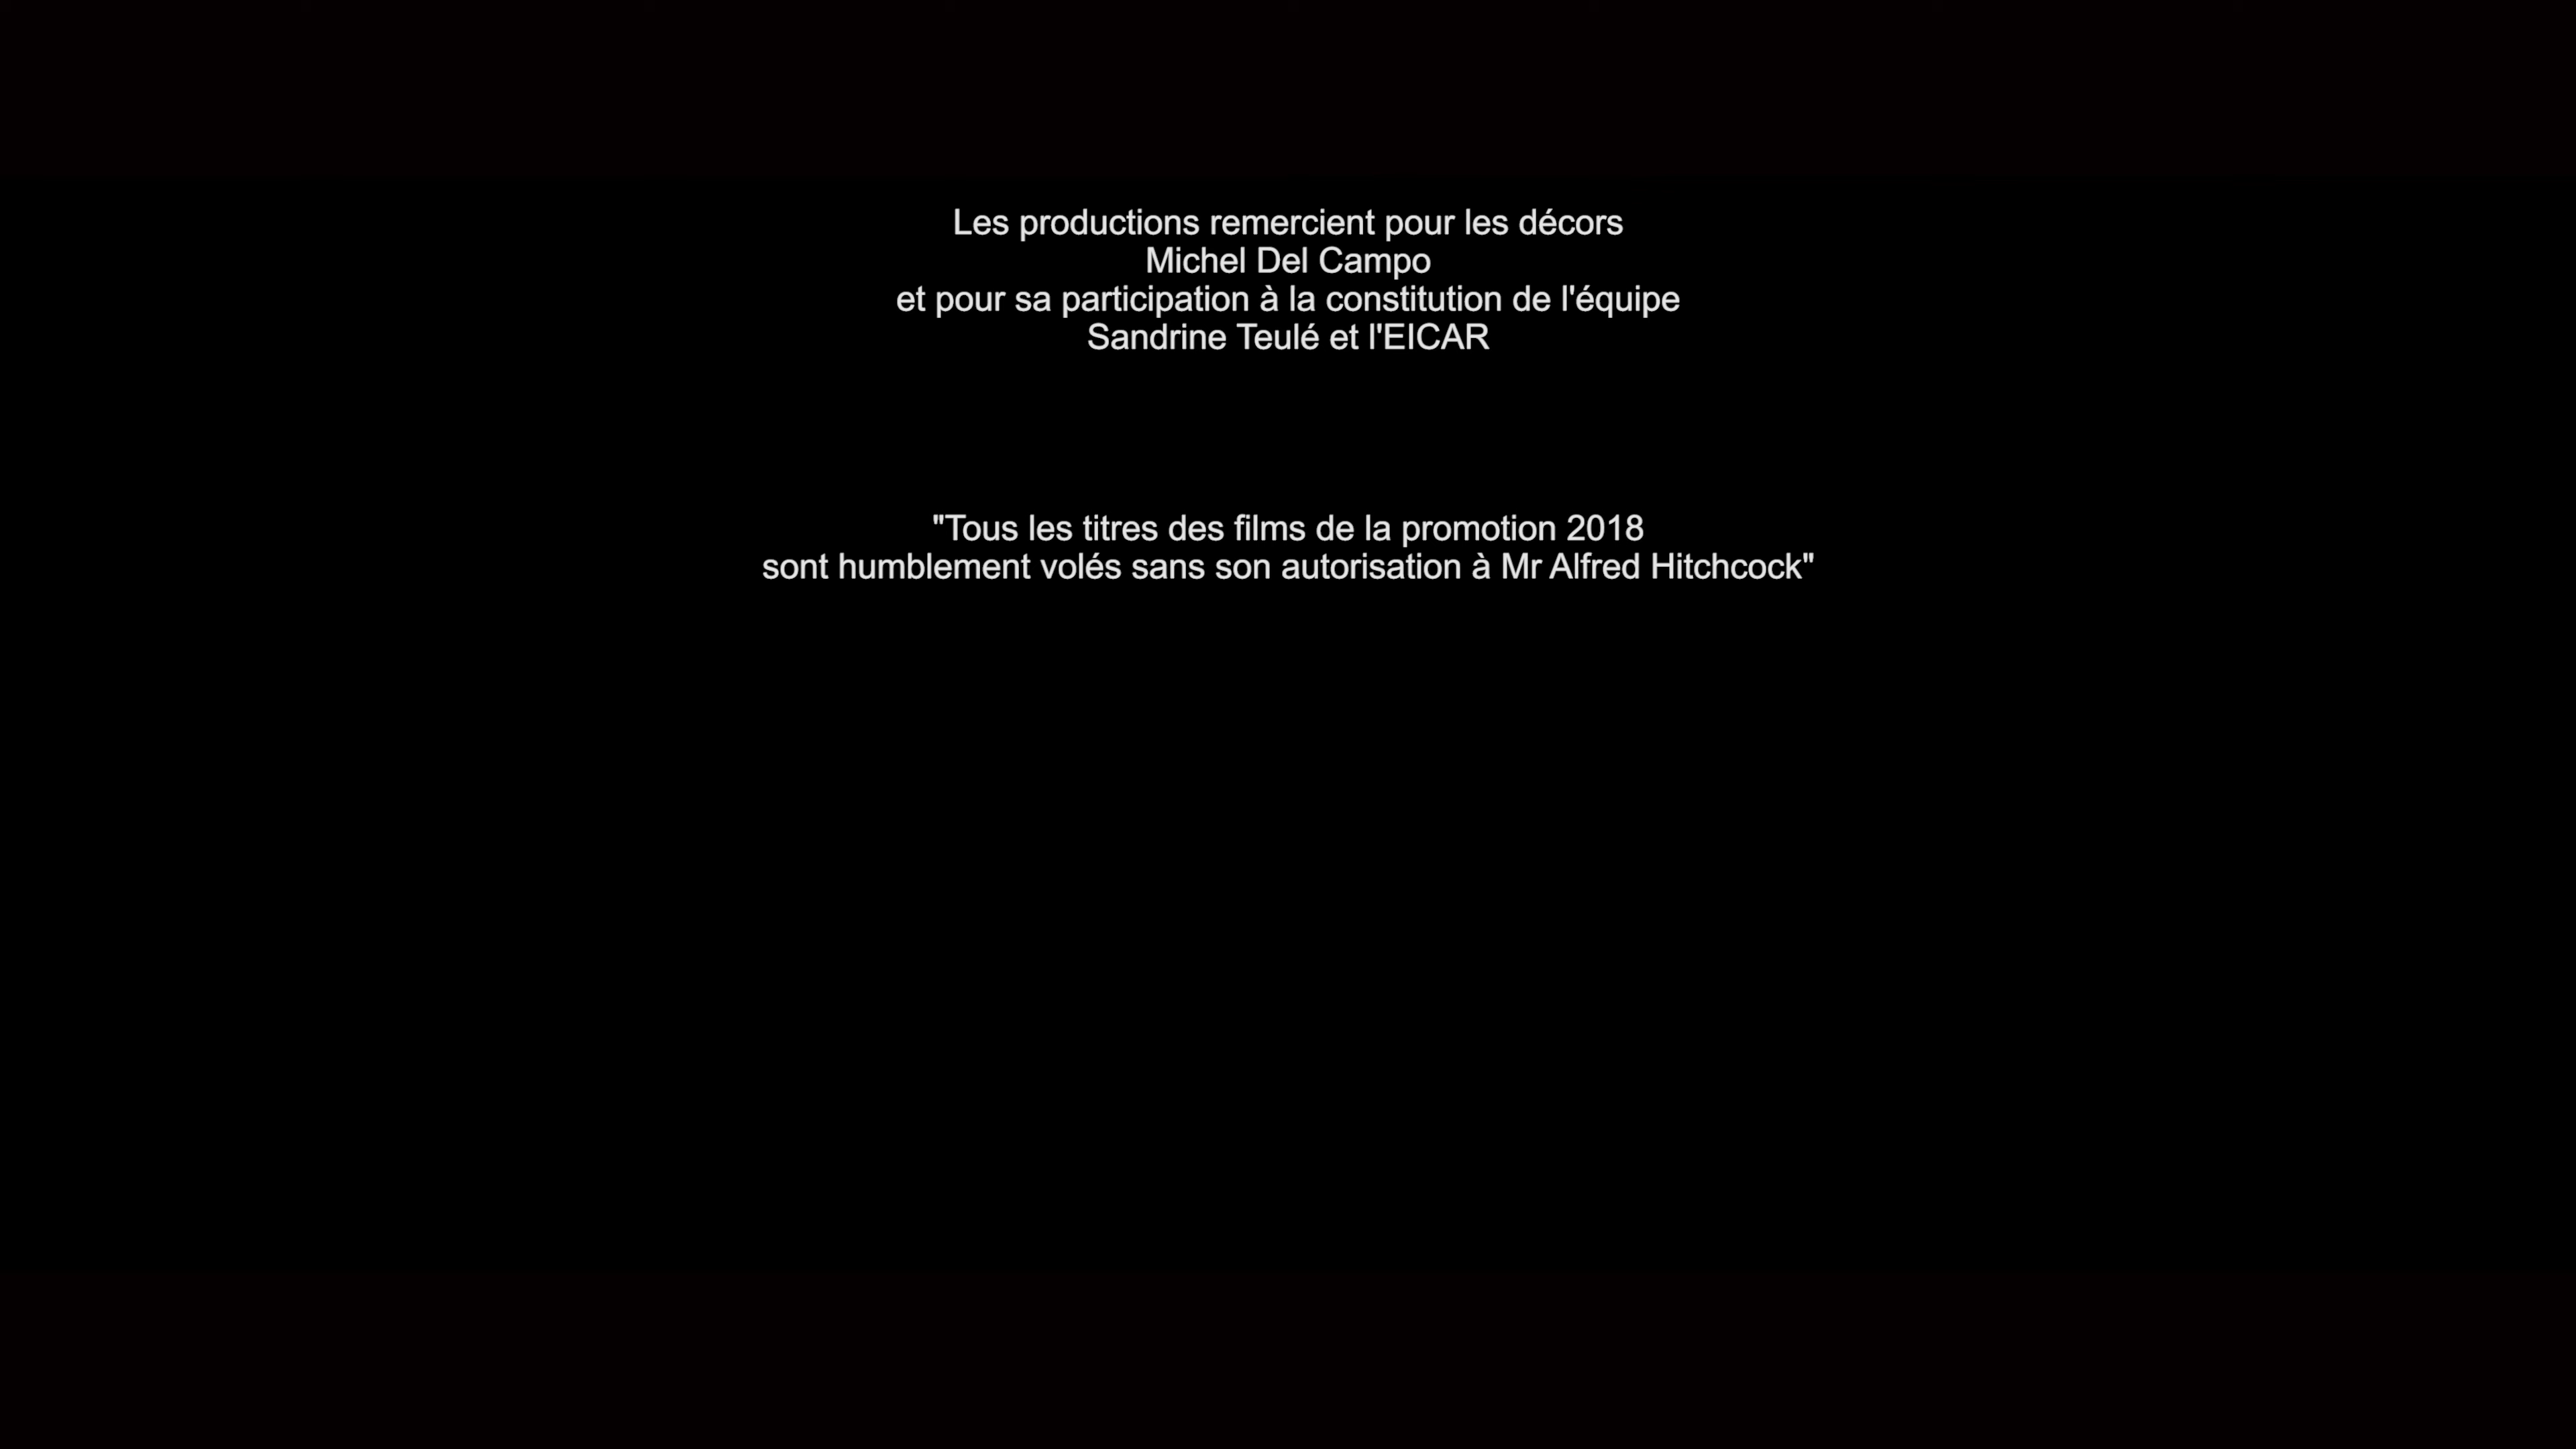 Les productions remercient pour les décors
Michel Del Campo
et pour sa participation à la constitution de l'équipe
Sandrine Teulé et l'EICAR
"Tous les titres des films de la promotion 2018
sont humblement volés sans son autorisation à Mr Alfred Hitchcock"